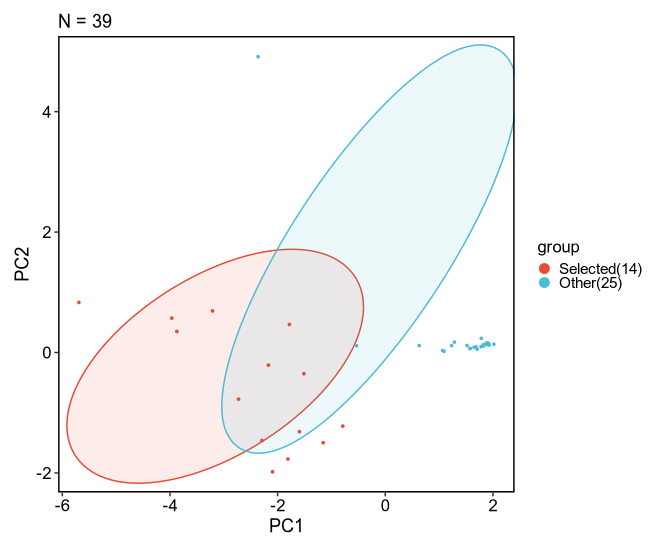 N = 39
4
2
0
-2
-6
-4
-2
0
2
PC1
PC2
group
Selected(14)
Other(25)